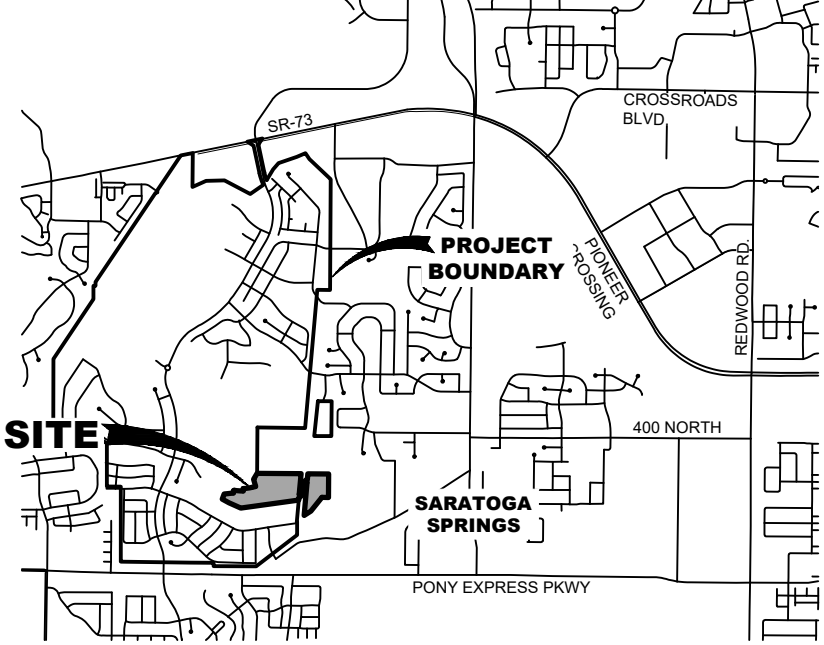 CROSSROADS
BLVD
SR-73
PROJECT
BOUNDARY
PIONEER
CROSSING
REDWOOD RD.
SITE
400 NORTH
SARATOGA
SPRINGS
PONY EXPRESS PKWY